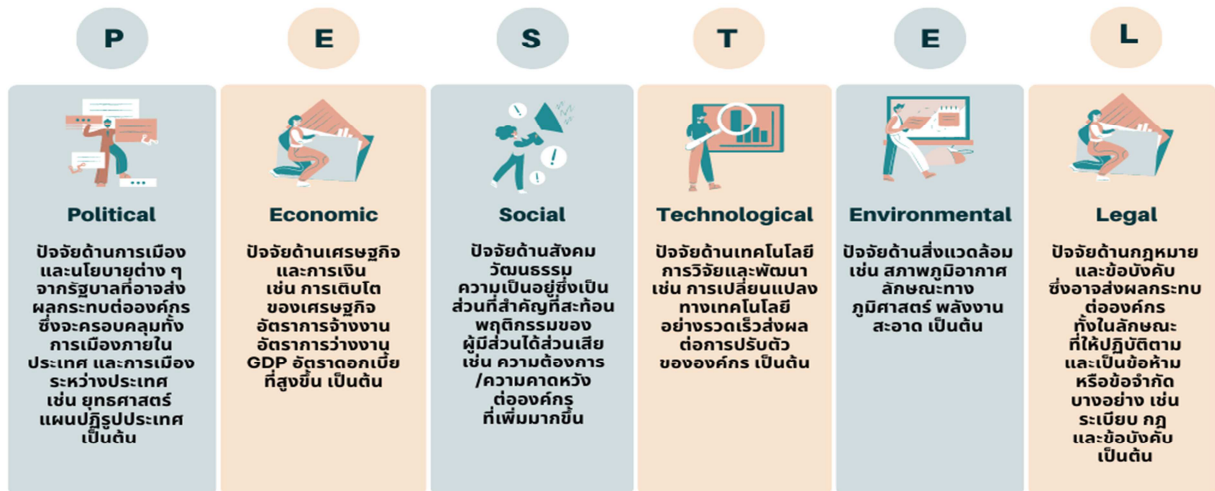 P
E
S
T
E
L
Political
ปัจจัยด้านการเมือง
และนโยบายต่าง ๆ
จากรัฐบาลที่อาจส่ง
ผลกระทบต่อองค์กร
ซึ่งจะครอบคลุมทั้ง
การเมืองภายใน
ประเทศ และการเมือง
ระหว่างประเทศ
เช่น ยุทธศาสตร์
แผนปฏิรูปประเทศ
เป็นต้น
Economic
ปัจจัยด้านเศรษฐกิจ
และการเงิน
เช่น การเติบโต
ของเศรษฐกิจ
อัตราการจ้างงาน
อัตราการว่างงาน
GDP อัตราดอกเบี้ย
ที่สูงขึ้น เป็นต้น
Social
ปัจจัยด้านสังคม
วัฒนธรรม
ความเป็นอยู่ซึ่งเป็น
ส่วนที่สำคัญที่สะท้อน
พฤติกรรมของ
ผู้มีส่วนได้ส่วนเสีย
เช่น ความต้องการ
/ความคาดหวัง
ต่อองค์กร
ที่เพิ่มมากขึ้น
Technological
ปัจจัยด้านเทคโนโลยี
การวิจัยและพัฒนา
เช่น การเปลี่ยนแปลง
ทางเทคโนโลยี
อย่างรวดเร็วส่งผล
ต่อการปรับตัว
ขององค์กร เป็นต้น
Environmental
ปัจจัยด้านสิ่งแวดล้อม
เช่น สภาพภูมิอากาศ
ลักษณะทาง
ภูมิศาสตร์ พลังงาน
สะอาด เป็นต้น
Legal
ปัจจัยด้านกฎหมาย
และข้อบังคับ
ซึ่งอาจส่งผลกระทบ
ต่อองค์กร
ทั้งในลักษณะ
ที่ให้ปฏิบัติตาม
และเป็นข้อห้าม
หรือข้อจำกัด
บางอย่าง เช่น
ระเบียบ กฎ
และข้อบังคับ
เป็นต้น